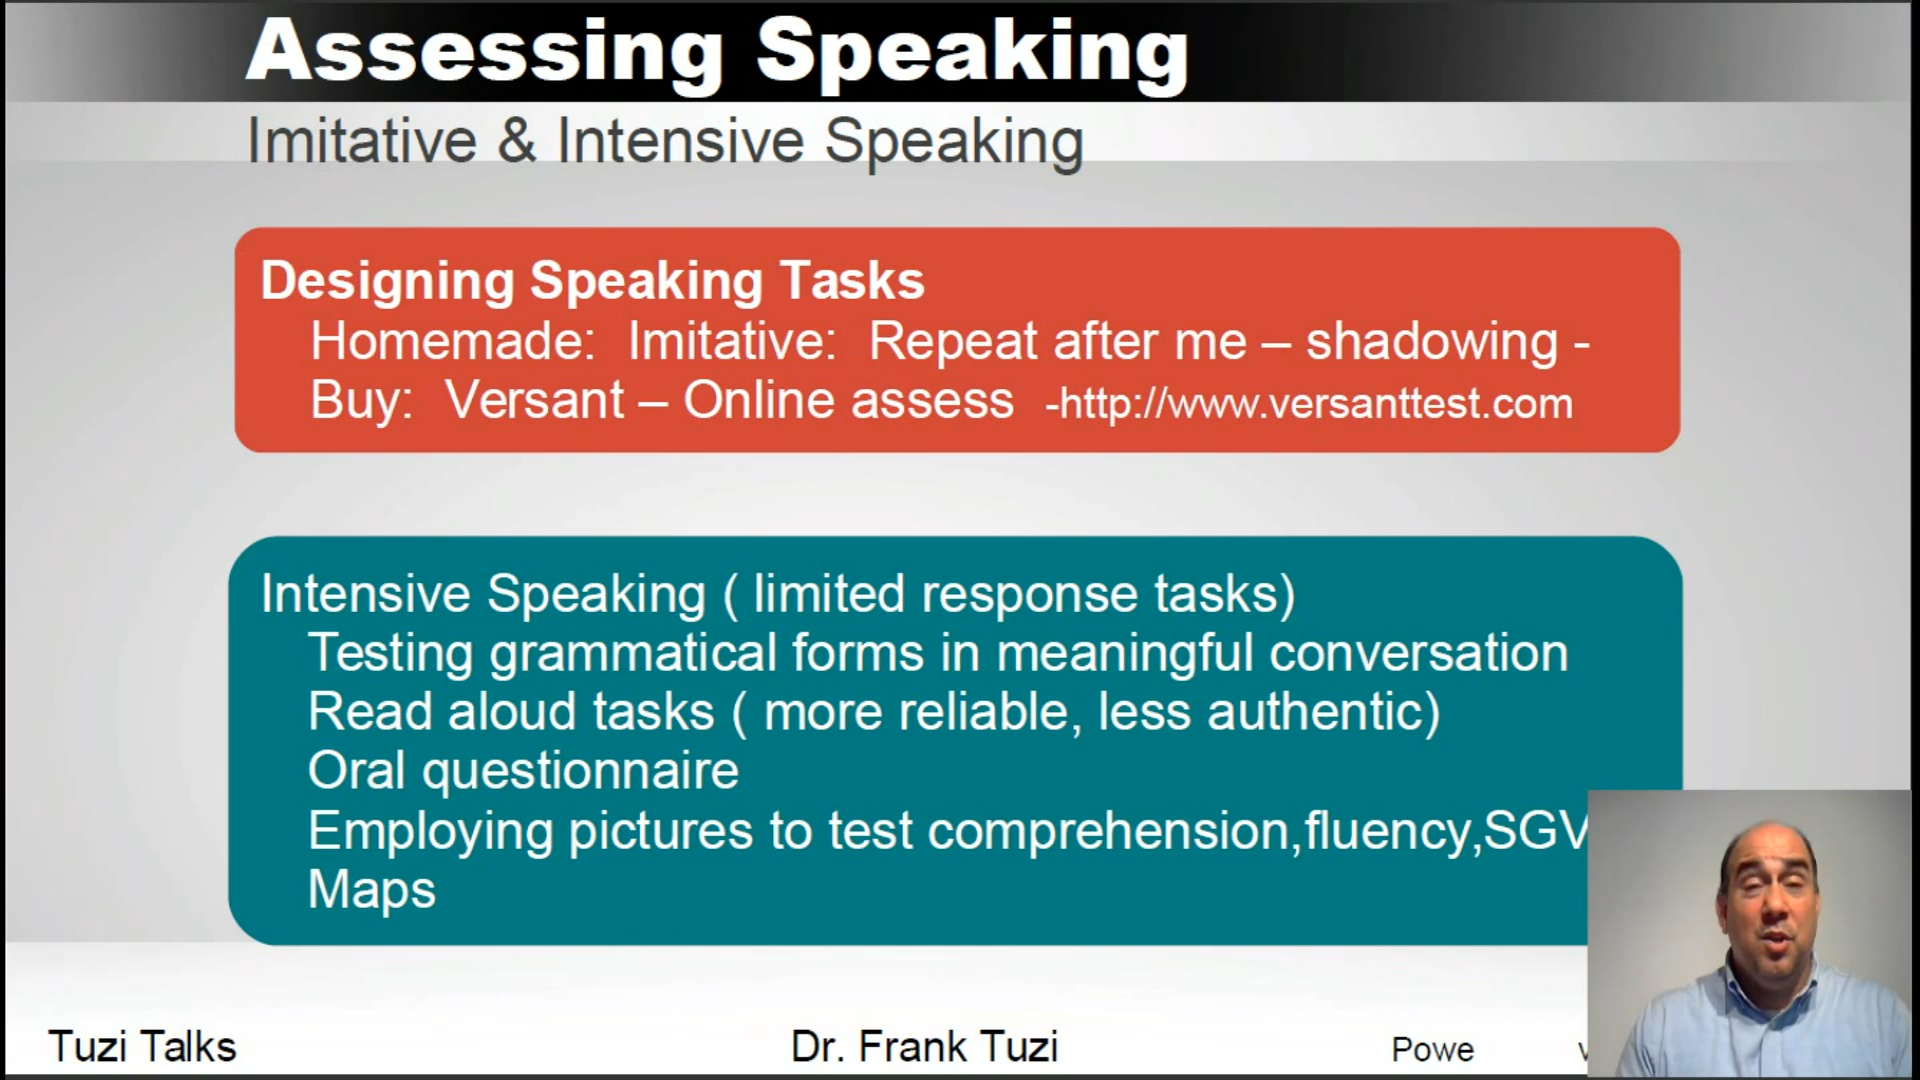 Assessing Speaking
Imitative & Intensive Speaking
Designing Speaking Tasks
Homemade: Imitative: Repeat after me – shadowing -
Buy: Versant – Online assess -http://www.versanttest.com
Intensive Speaking ( limited response tasks)
Testing grammatical forms in meaningful conversation
Read aloud tasks ( more reliable, less authentic)
Oral questionnaire
Employing pictures to test comprehension,fluency,SGV
Maps
Tuzi Talks
Dr. Frank Tuzi
Powe